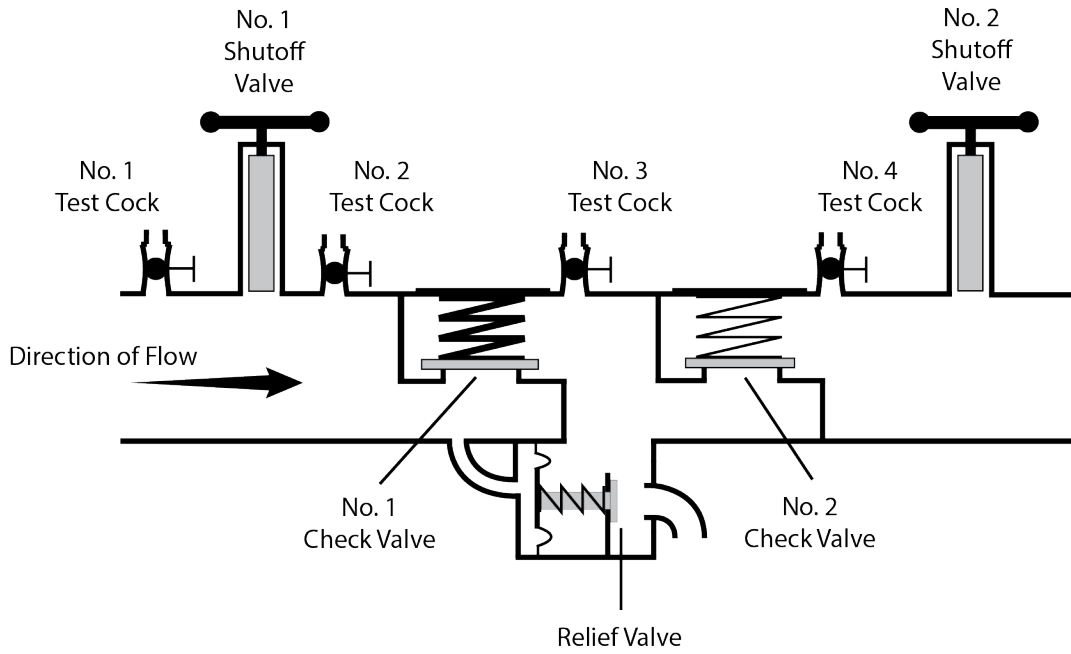 No. 1
Shutoff
Valve
No. 2
Shutoff
Valve
No. 1
Test Cock
No. 2
Test Cock
No. 3
Test Cock
No. 4
Test Cock
Direction of Flow
No. 1
Check Valve
No. 2
Check Valve
Relief Valve